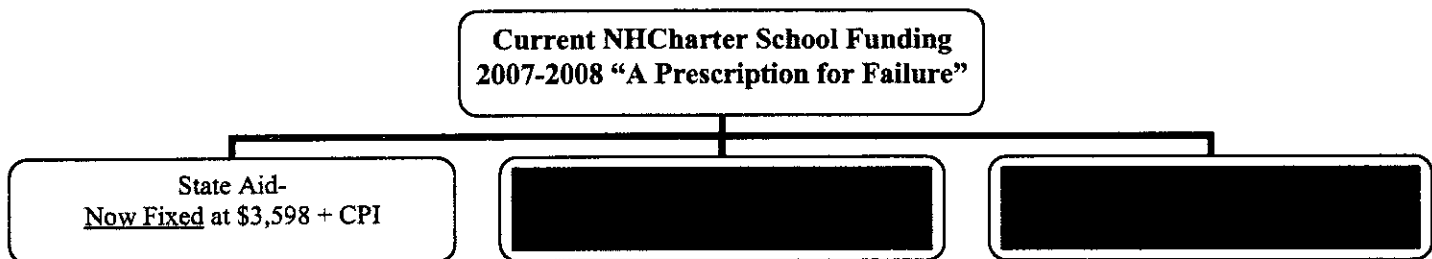 Current NHCharter School Funding
2007-2008 “A Prescription for Failure”
State Aid-
Now Fixed at $3,598 + CPI